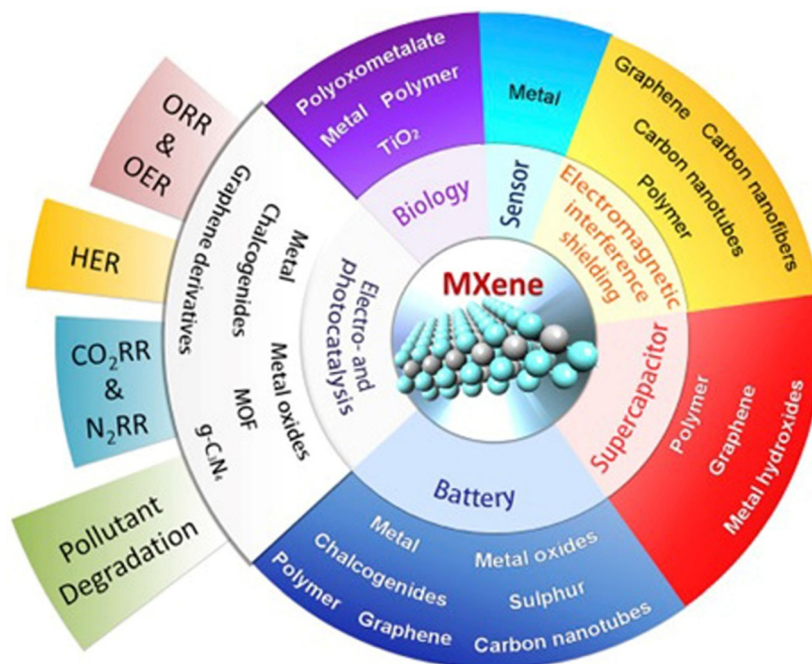 MXene
Biology
Polyoxometalate
Metal Polymer
TiO₂
Sensor
Metal
Electromagnetic
interference
shielding
Graphene Carbon nanofibers
Carbon nanotubes
Polymer
Supercapacitor
Polymer
Graphene
Metal hydroxides
Battery
Metal Metal oxides
Chalcogenides Sulphur
Polymer Graphene Carbon nanotubes
Electro- and
photocatalysis
Metal Metal oxides
Chalcogenides MOF
Graphene derivatives g-C₃N₄
ORR
&
OER
HER
CO₂RR
&
N₂RR
Pollutant
Degradation